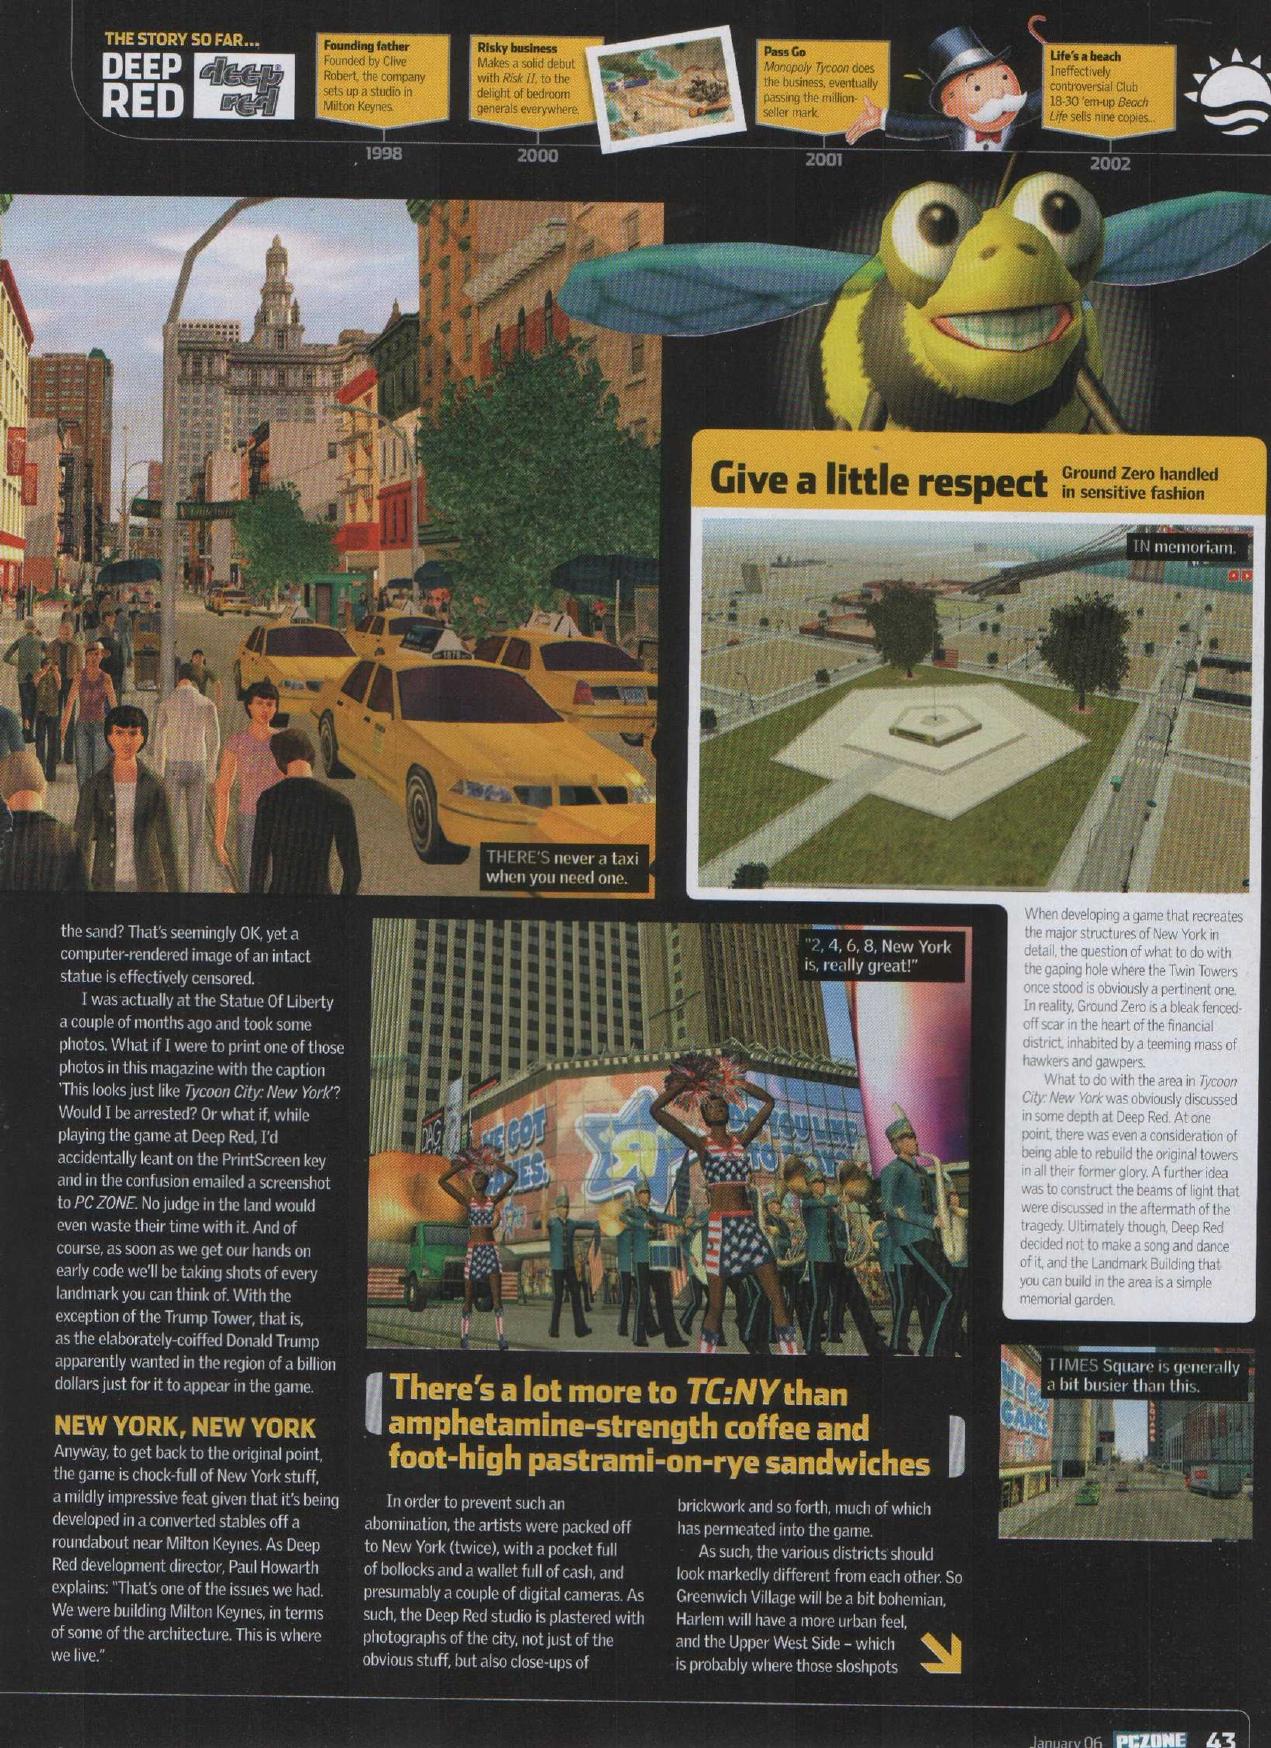 THE STORY SO FAR...
DEEP
RED
deep
red
Founding father
Founded by Clive
Robert, the company
sets up a studio in
Milton Keynes.
1998
Risky business
Makes a solid debut
with Risk II, to the
delight of bedroom
generals everywhere.
2000
Pass Go
Monopoly Tycoon does
the business, eventually
passing the million-
seller mark.
2001
Life's a beach
Ineffectively
controversial Club
18-30 'em-up Beach
Life sells nine copies...
2002
THERE'S never a taxi
when you need one.
Give a little respect
Ground Zero handled
in sensitive fashion
IN memoriam.
the sand? That's seemingly OK, yet a
computer-rendered image of an intact
statue is effectively censored.
I was actually at the Statue Of Liberty
a couple of months ago and took some
photos. What if I were to print one of those
photos in this magazine with the caption
'This looks just like Tycoon City: New York'?
Would I be arrested? Or what if, while
playing the game at Deep Red, I'd
accidentally leant on the PrintScreen key
and in the confusion emailed a screenshot
to PC ZONE. No judge in the land would
even waste their time with it. And of
course, as soon as we get our hands on
early code we'll be taking shots of every
landmark you can think of. With the
exception of the Trump Tower, that is,
as the elaborately-coiffed Donald Trump
apparently wanted in the region of a billion
dollars just for it to appear in the game.
NEW YORK, NEW YORK
Anyway, to get back to the original point,
the game is chock-full of New York stuff,
a mildly impressive feat given that it's being
developed in a converted stables off a
roundabout near Milton Keynes. As Deep
Red development director, Paul Howarth
explains: "That's one of the issues we had.
We were building Milton Keynes, in terms
of some of the architecture. This is where
we live."
"2, 4, 6, 8, New York
is, really great!"
WE GOT
GAMES.
There's a lot more to TC:NY than
amphetamine-strength coffee and
foot-high pastrami-on-rye sandwiches
In order to prevent such an
abomination, the artists were packed off
to New York (twice), with a pocket full
of bollocks and a wallet full of cash, and
presumably a couple of digital cameras. As
such, the Deep Red studio is plastered with
photographs of the city, not just of the
obvious stuff, but also close-ups of
brickwork and so forth, much of which
has permeated into the game.
As such, the various districts should
look markedly different from each other. So
Greenwich Village will be a bit bohemian,
Harlem will have a more urban feel,
and the Upper West Side – which
is probably where those sloshpots
When developing a game that recreates
the major structures of New York in
detail, the question of what to do with
the gaping hole where the Twin Towers
once stood is obviously a pertinent one.
In reality, Ground Zero is a bleak fenced-
off scar in the heart of the financial
district, inhabited by a teeming mass of
hawkers and gawpers.
What to do with the area in Tycoon
City: New York was obviously discussed
in some depth at Deep Red. At one
point, there was even a consideration of
being able to rebuild the original towers
in all their former glory. A further idea
was to construct the beams of light that
were discussed in the aftermath of the
tragedy. Ultimately though, Deep Red
decided not to make a song and dance
of it, and the Landmark Building that
you can build in the area is a simple
memorial garden.
TIMES Square is generally
a bit busier than this.
WE GOT
GAMES
January 06 PCZONE 43